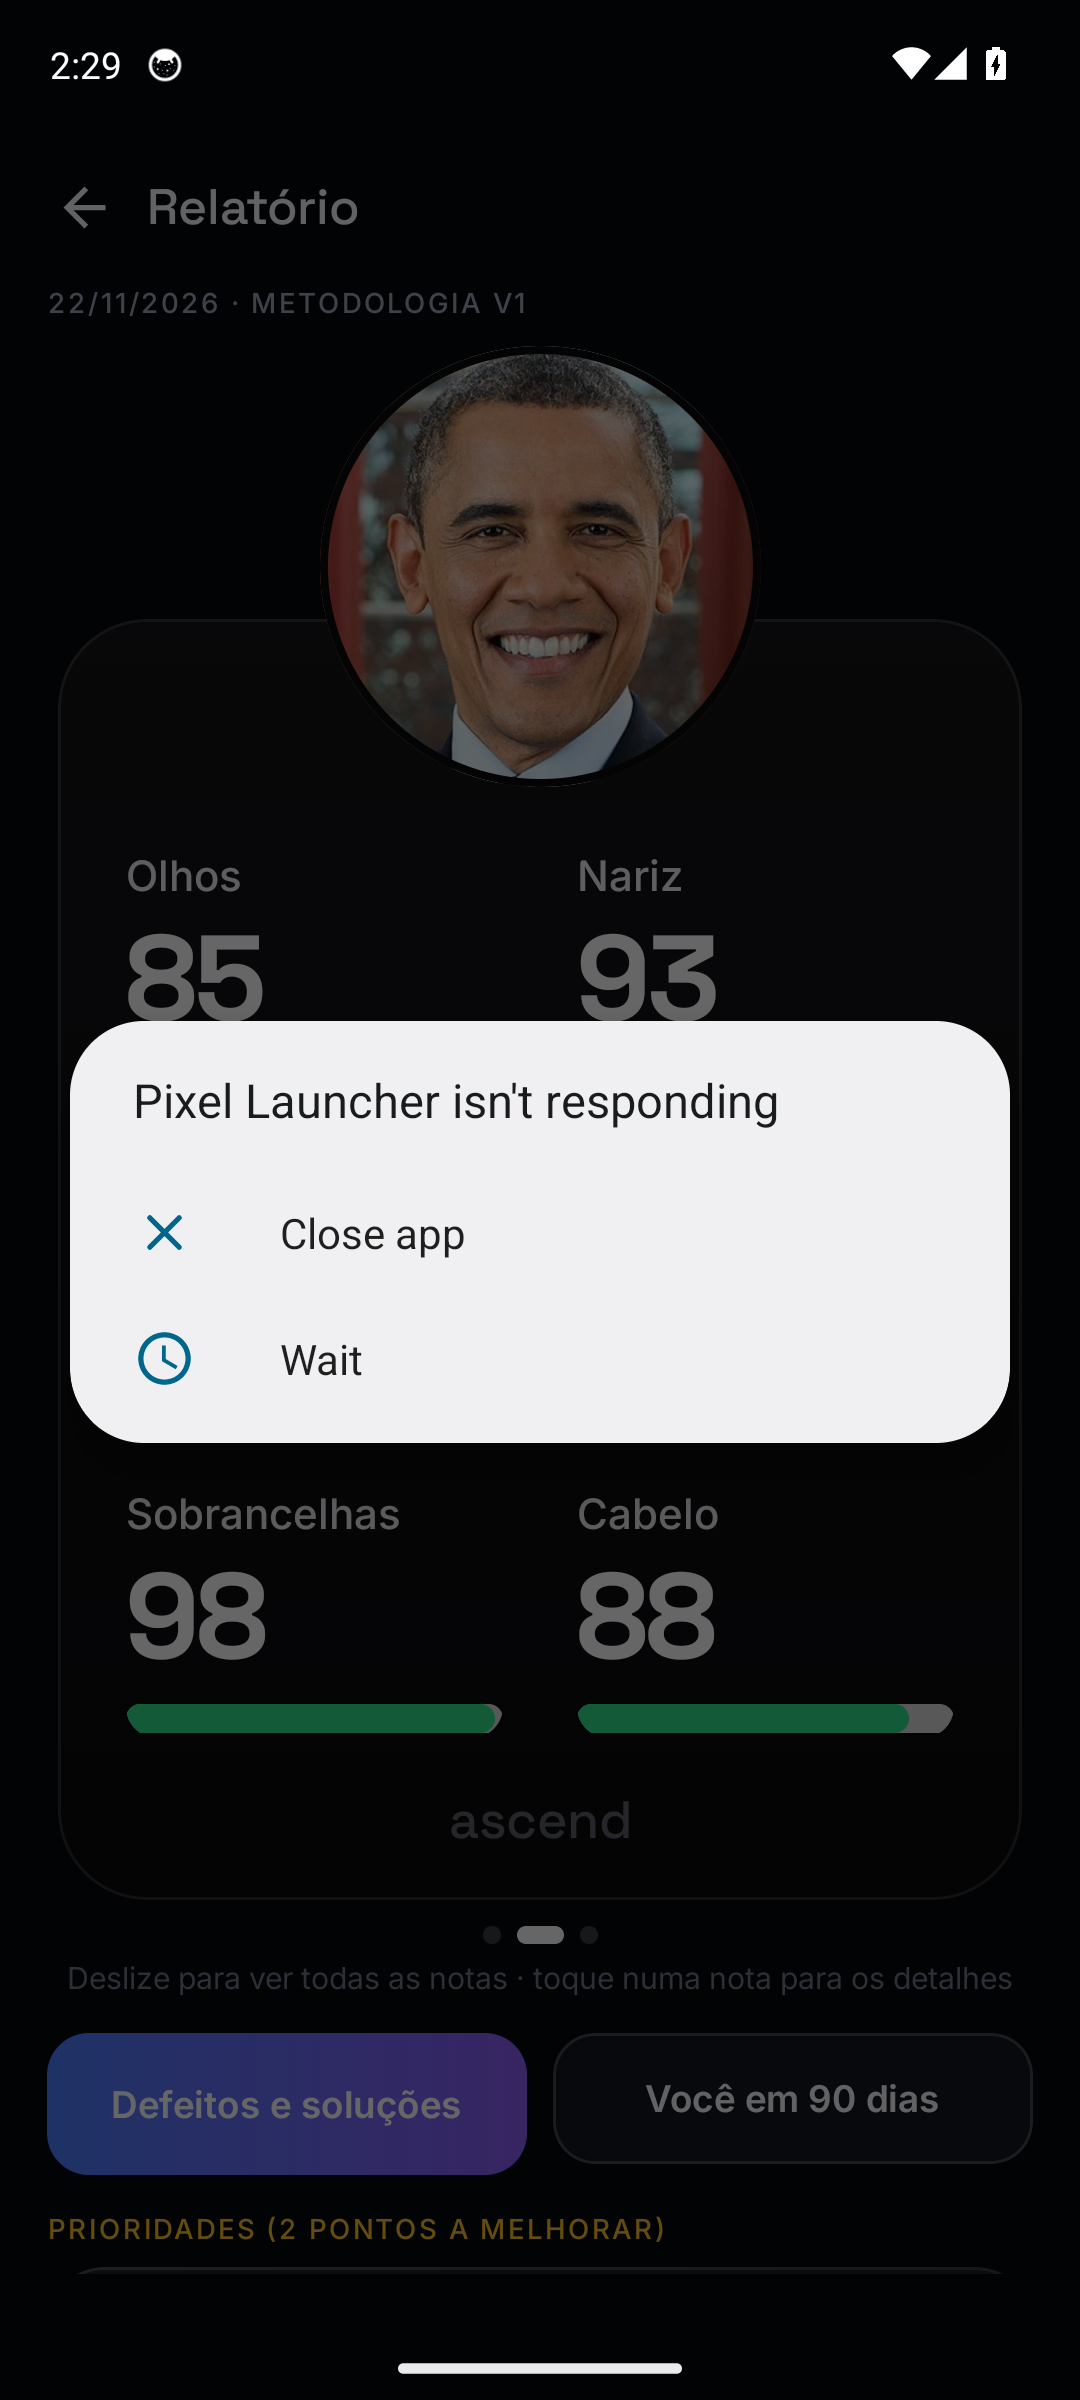 2:29
Relatório
22/11/2026 · METODOLOGIA V1
Olhos
Nariz
85
93
Pixel Launcher isn't responding
Close app
Wait
Sobrancelhas
Cabelo
98
88
ascend
Deslize para ver todas as notas · toque numa nota para os detalhes
Defeitos e soluções
Você em 90 dias
PRIORIDADES (2 PONTOS A MELHORAR)